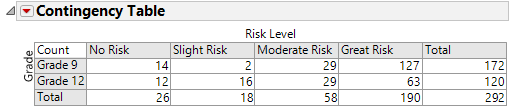 Contingency Table
Risk Level
Grade
Count No Risk Slight Risk Moderate Risk Great Risk Total
Grade 9 14 2 29 127 172
Grade 12 12 16 29 63 120
Total 26 18 58 190 292